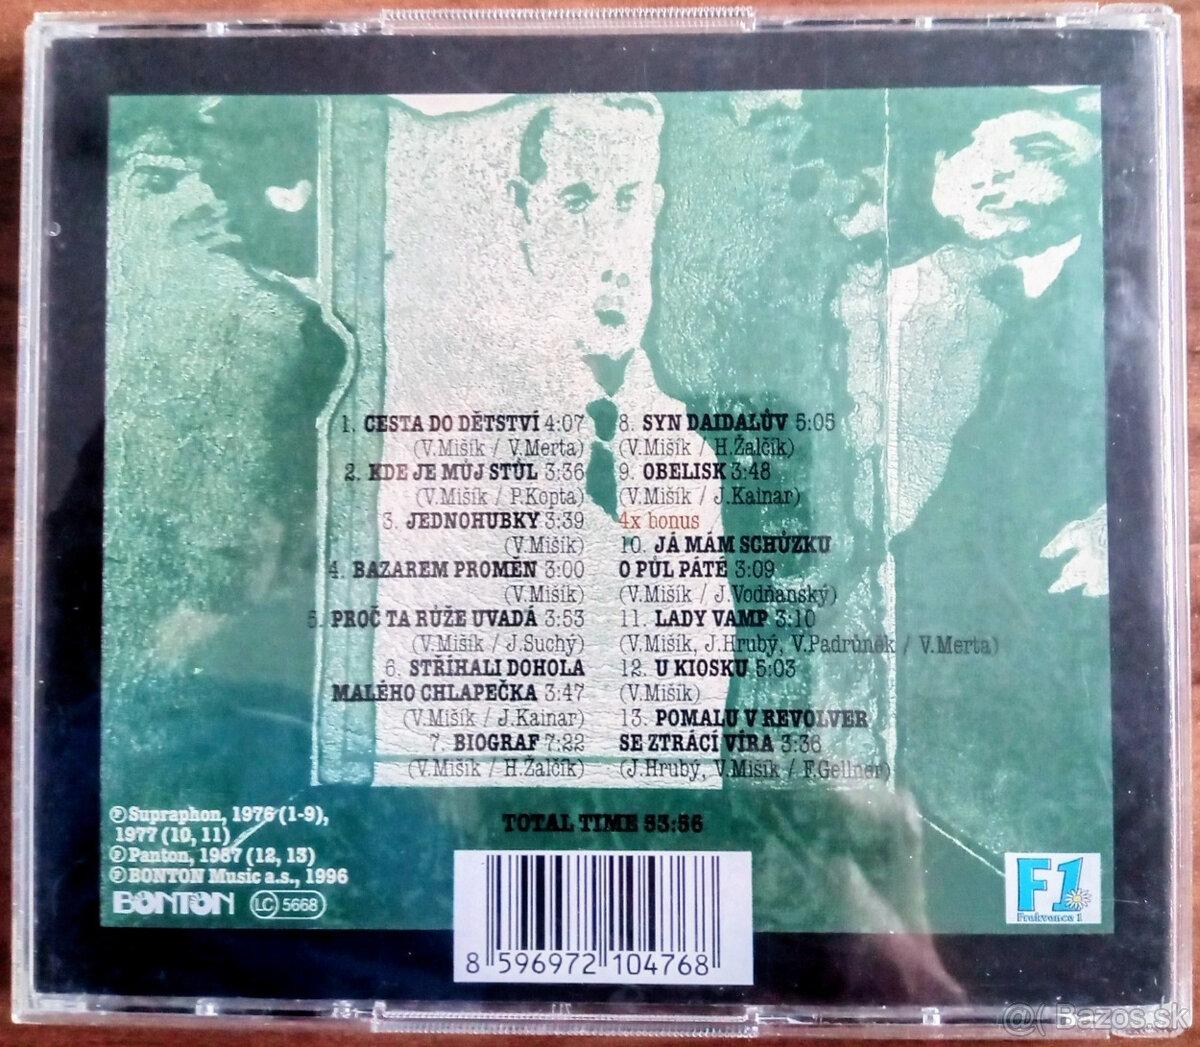 1. CESTA DO DĚTSTVÍ 4:07
(V.Mišík / V.Merta)
2. KDE JE MŮJ STŮL 3:36
(V.Mišík / P.Kopta)
3. JEDNOHUBKY 3:39
(V.Mišík)
4. BAZAREM PROMĚN 3:00
(V.Mišík)
5. PROČ TA RŮŽE UVADÁ 3:53
(V.Mišík / J.Suchý)
6. STŘÍHALI DOHOLA
MALÉHO CHLAPEČKA 3:47
(V.Mišík / J.Kainar)
7. BIOGRAF 7:22
(V.Mišík / H.Žalčík)
8. SYN DAIDALŮV 5:05
(V.Mišík / H.Žalčík)
9. OBELISK 3:48
(V.Mišík / J.Kainar)
4x bonus
10. JÁ MÁM SCHŮZKU
O PŮL PÁTÉ 3:09
(V.Mišík / J.Vodňanský)
11. LADY VAMP 3:10
(V.Mišík, J.Hrubý, V.Padrůněk / V.Merta)
12. U KIOSKU 5:03
(V.Mišík)
13. POMALU V REVOLVER
SE ZTRÁCÍ VÍRA 3:36
(J.Hrubý, V.Mišík / F.Gellner)
TOTAL TIME 53:56
℗ Supraphon, 1976 (1-9),
1977 (10, 11)
℗ Panton, 1987 (12, 13)
℗ BONTON Music a.s., 1996
BONTON LC 5668
8 596972 104768
F1
Frekvence 1
@( Bazos.sk